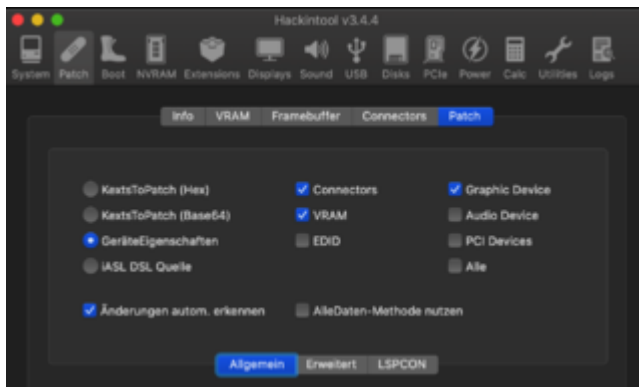 Hackintool v3.4.4
System Patch Boot NVRAM Extensions Displays Sound USB Disks PCIe Power Calc Utilities Logs
Info VRAM Framebuffer Connectors Patch
KextsToPatch (Hex) Connectors Graphic Device
KextsToPatch (Base64) VRAM Audio Device
GeräteEigenschaften EDID PCI Devices
iASL DSL Quelle Alle
Änderungen autom. erkennen AlleDaten-Methode nutzen
Allgemein Erweitert LSPCON